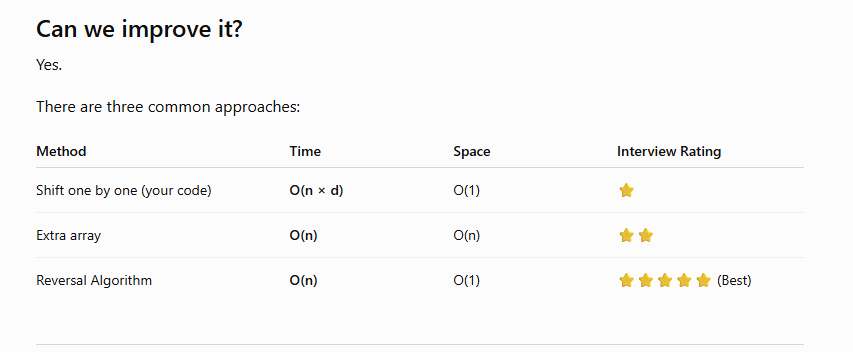 Can we improve it?
Yes.
There are three common approaches:
Method Time Space Interview Rating
Shift one by one (your code) O(n × d) O(1) ⭐
Extra array O(n) O(n) ⭐⭐
Reversal Algorithm O(n) O(1) ⭐⭐⭐⭐⭐ (Best)